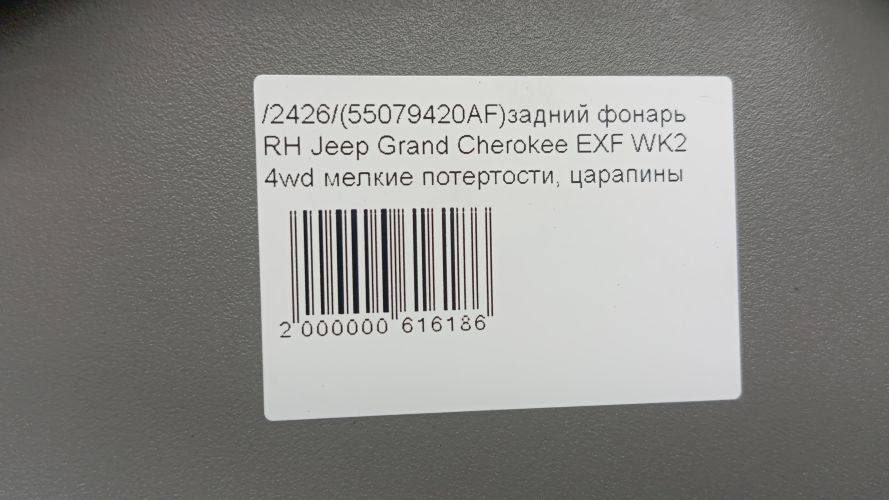 /2426/(55079420AF)задний фонарь
RH Jeep Grand Cherokee EXF WK2
4wd мелкие потертости, царапины
2 000000 616186